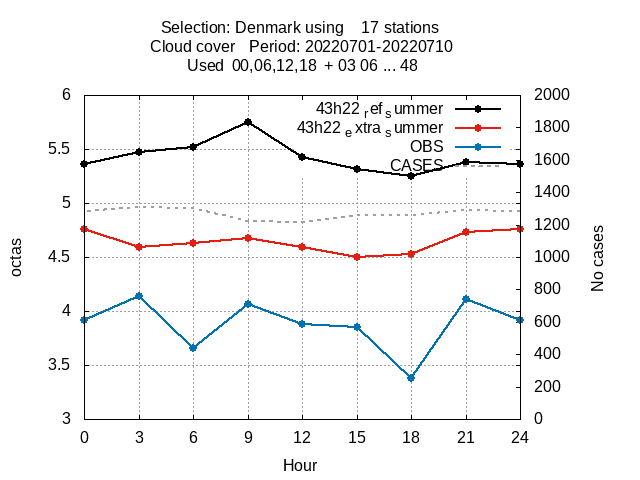 Selection: Denmark using 17 stations
Cloud cover Period: 20220701-20220710
Used 00,06,12,18 + 03 06 ... 48
6 2000
43h22 ref summer
43h22 extra summer
OBS
CASES
1800
5.5 1600
1400
5 1200
4.5 1000
4 800
600
3.5 400
200
3 0
octas
No cases
0 3 6 9 12 15 18 21 24
Hour